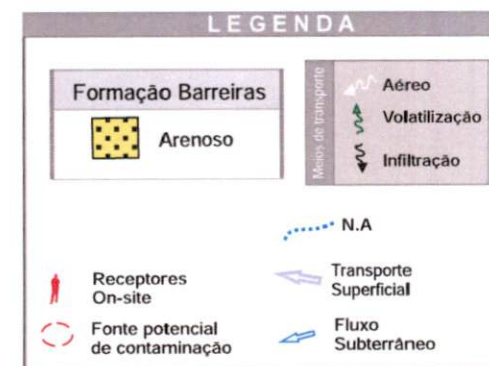 LEGENDA
Formação Barreiras
Arenoso
Meios de transporte
Aéreo
Volatilização
Infiltração
N.A
Receptores
On-site
Transporte
Superficial
Fonte potencial
de contaminação
Fluxo
Subterrâneo